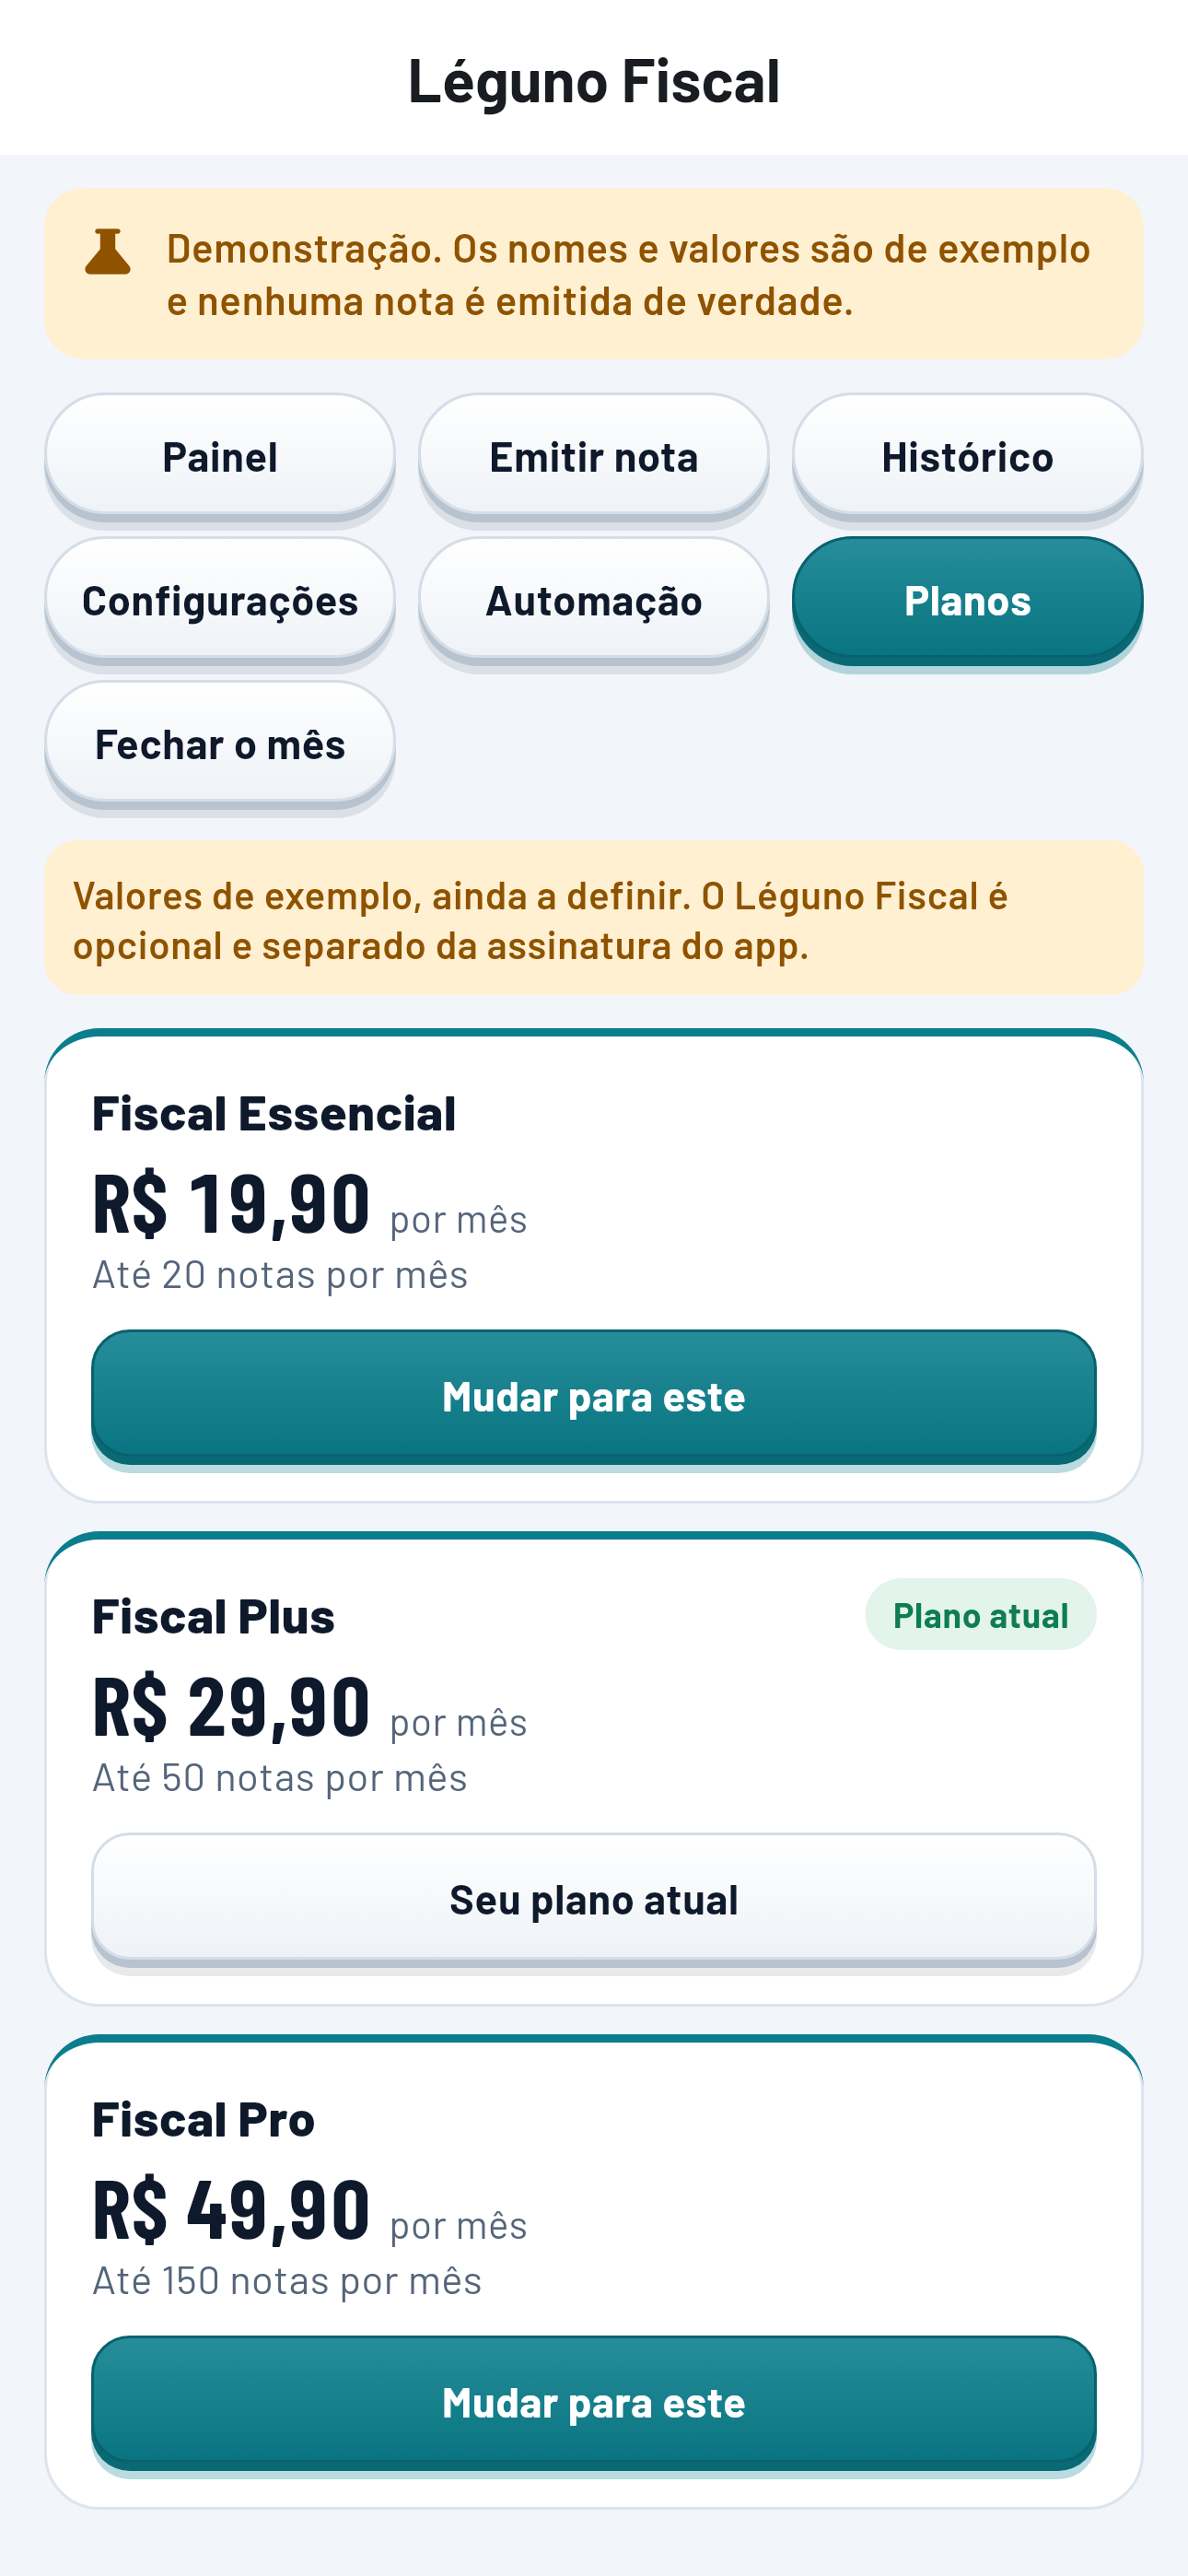 Léguno Fiscal
Demonstração. Os nomes e valores são de exemplo
e nenhuma nota é emitida de verdade.
Painel
Emitir nota
Histórico
Configurações
Automação
Planos
Fechar o mês
Valores de exemplo, ainda a definir. O Léguno Fiscal é
opcional e separado da assinatura do app.
Fiscal Essencial
R$ 19,90 por mês
Até 20 notas por mês
Mudar para este
Fiscal Plus
Plano atual
R$ 29,90 por mês
Até 50 notas por mês
Seu plano atual
Fiscal Pro
R$ 49,90 por mês
Até 150 notas por mês
Mudar para este